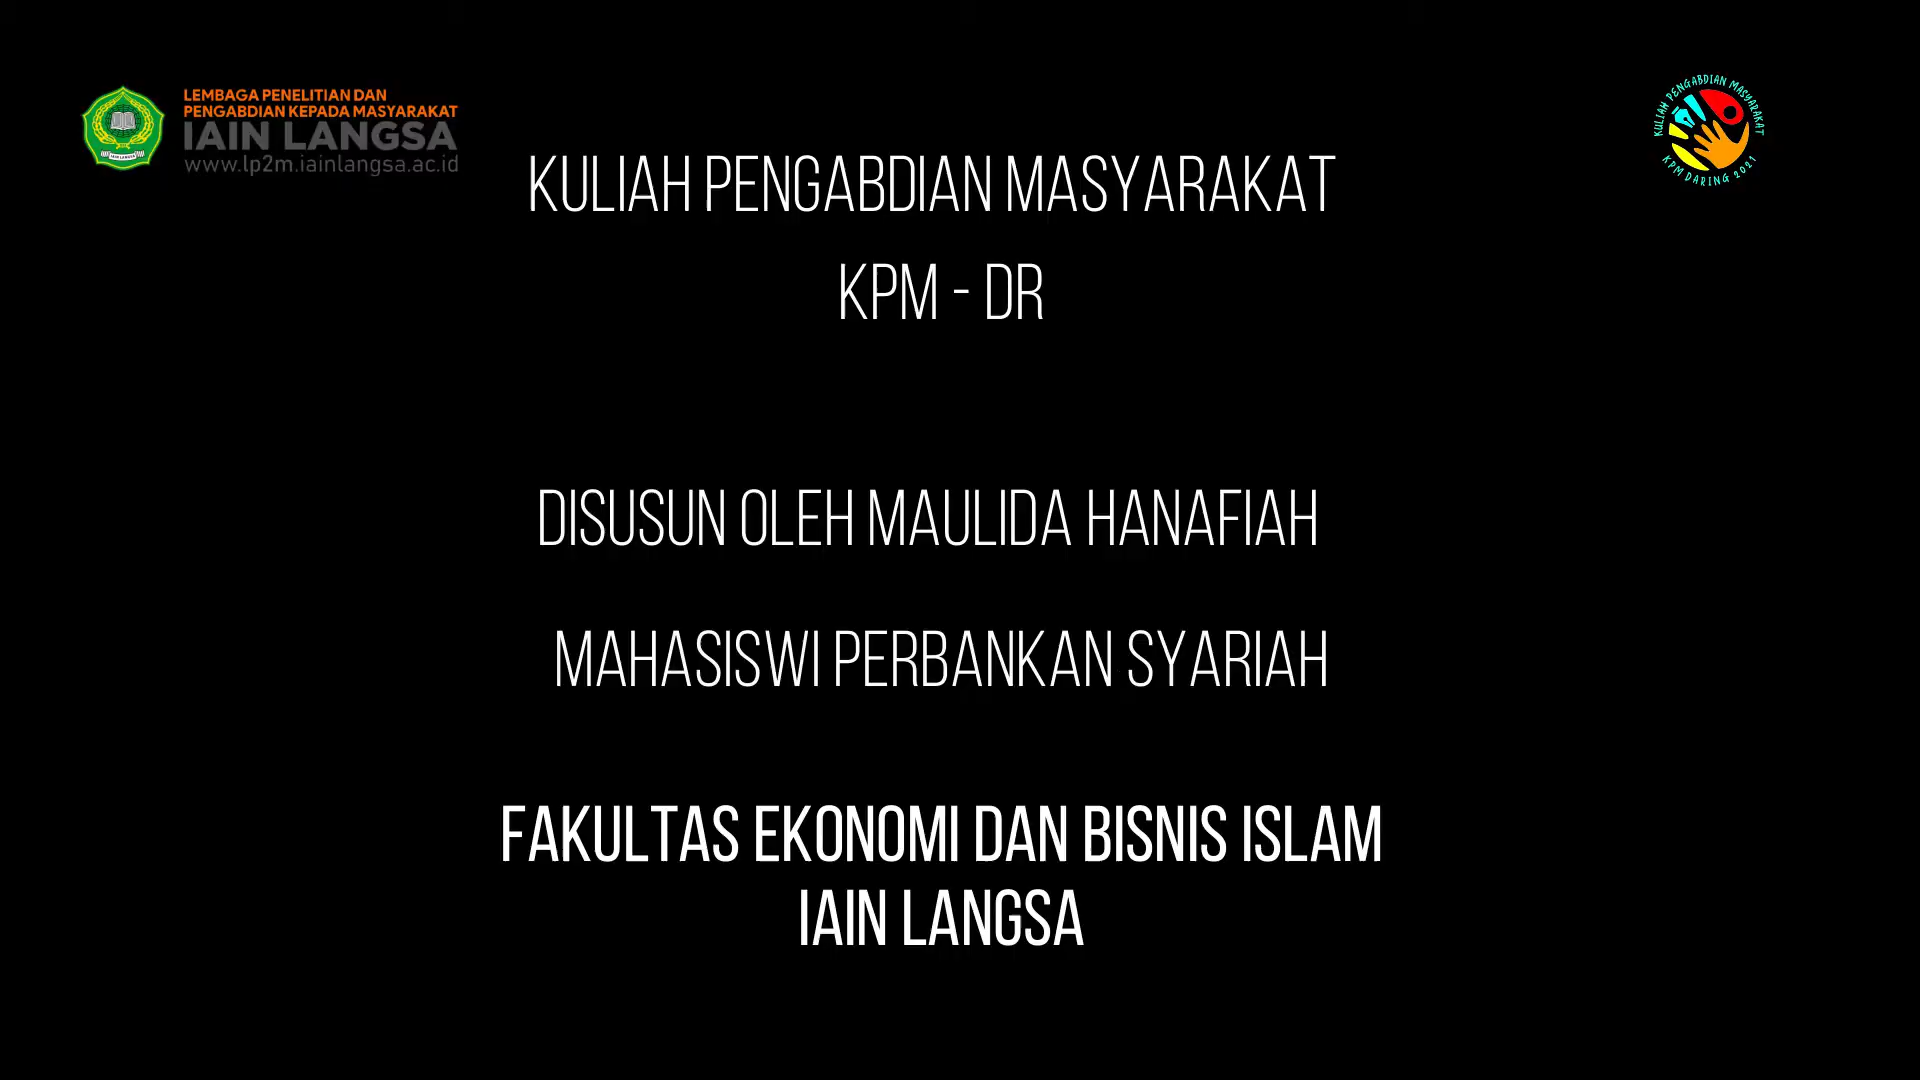 LEMBAGA PENELITIAN DAN
PENGABDIAN KEPADA MASYARAKAT
IAIN LANGSA
www.lp2m.iainlangsa.ac.id
IAIN LANGSA
KULIAH PENGABDIAN MASYARAKAT
KPM DARING 2021
KULIAH PENGABDIAN MASYARAKAT
KPM - DR
DISUSUN OLEH MAULIDA HANAFIAH
MAHASISWI PERBANKAN SYARIAH
FAKULTAS EKONOMI DAN BISNIS ISLAM
IAIN LANGSA